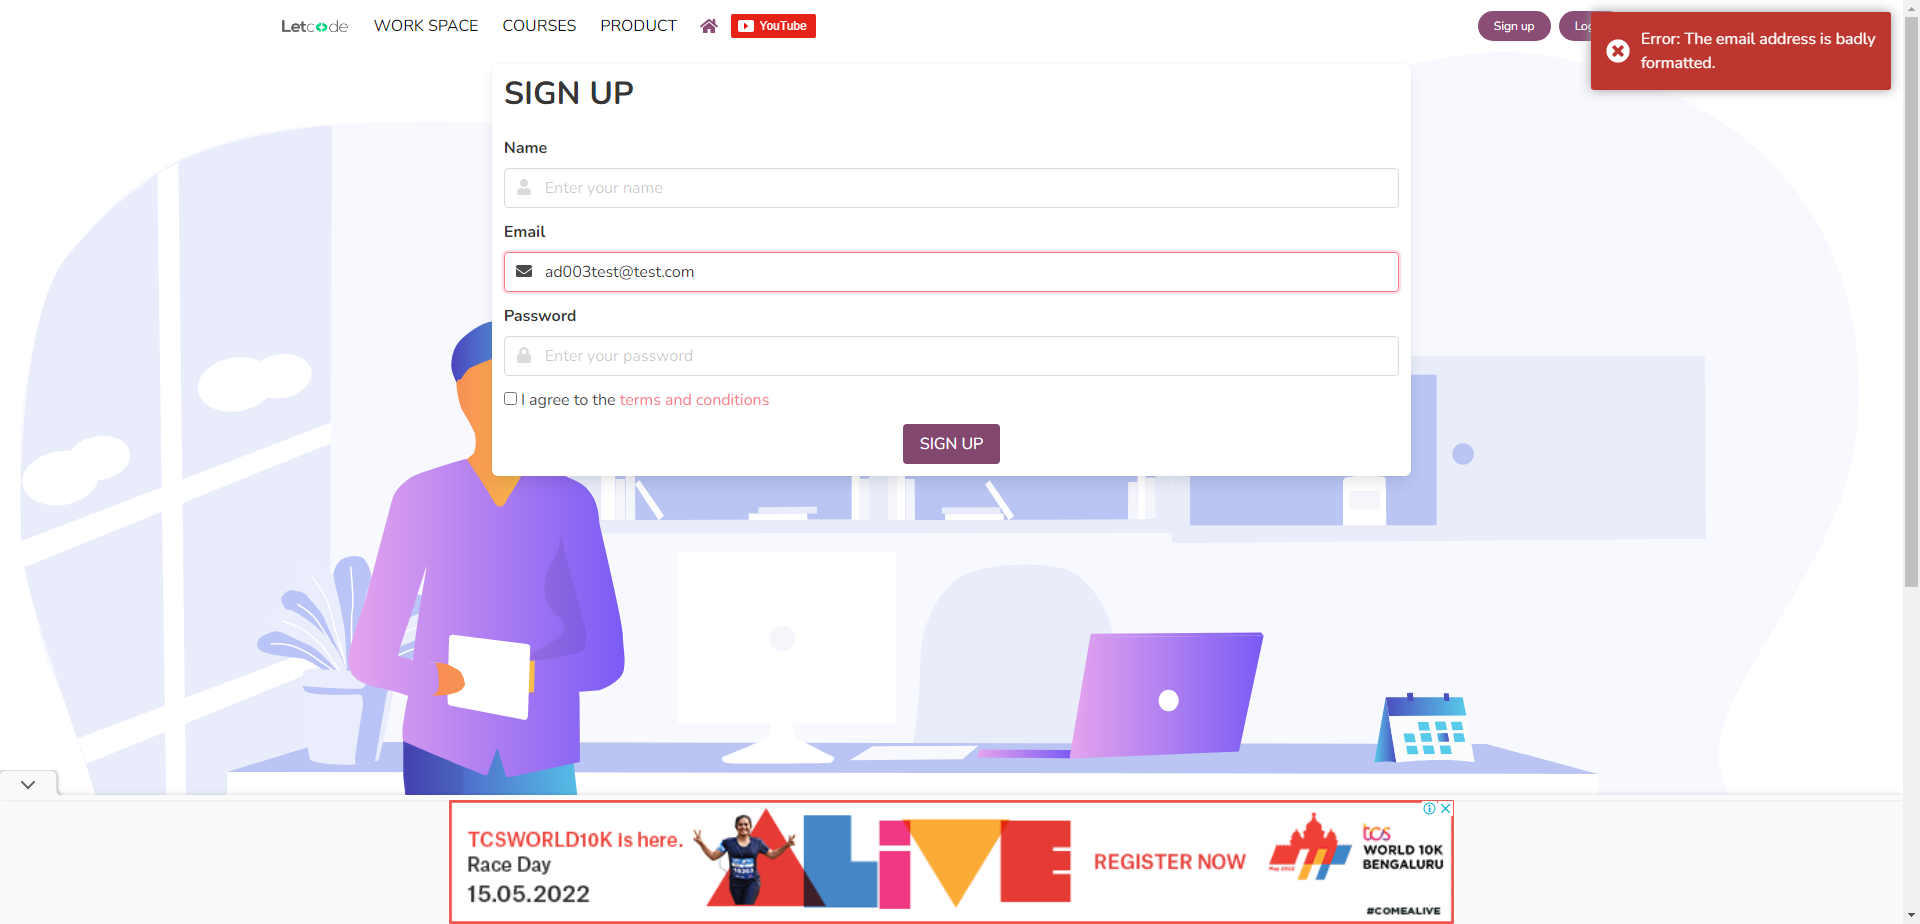 Letcode WORK SPACE COURSES PRODUCT YouTube Sign up
Error: The email address is badly
formatted.
SIGN UP
Name
Enter your name
Email
ad003test@test.com
Password
Enter your password
I agree to the terms and conditions
SIGN UP
TCSWORLD10K is here.
Race Day
15.05.2022
ALIVE
REGISTER NOW
May 2022
tcs
WORLD 10K
BENGALURU
#COMEALIVE